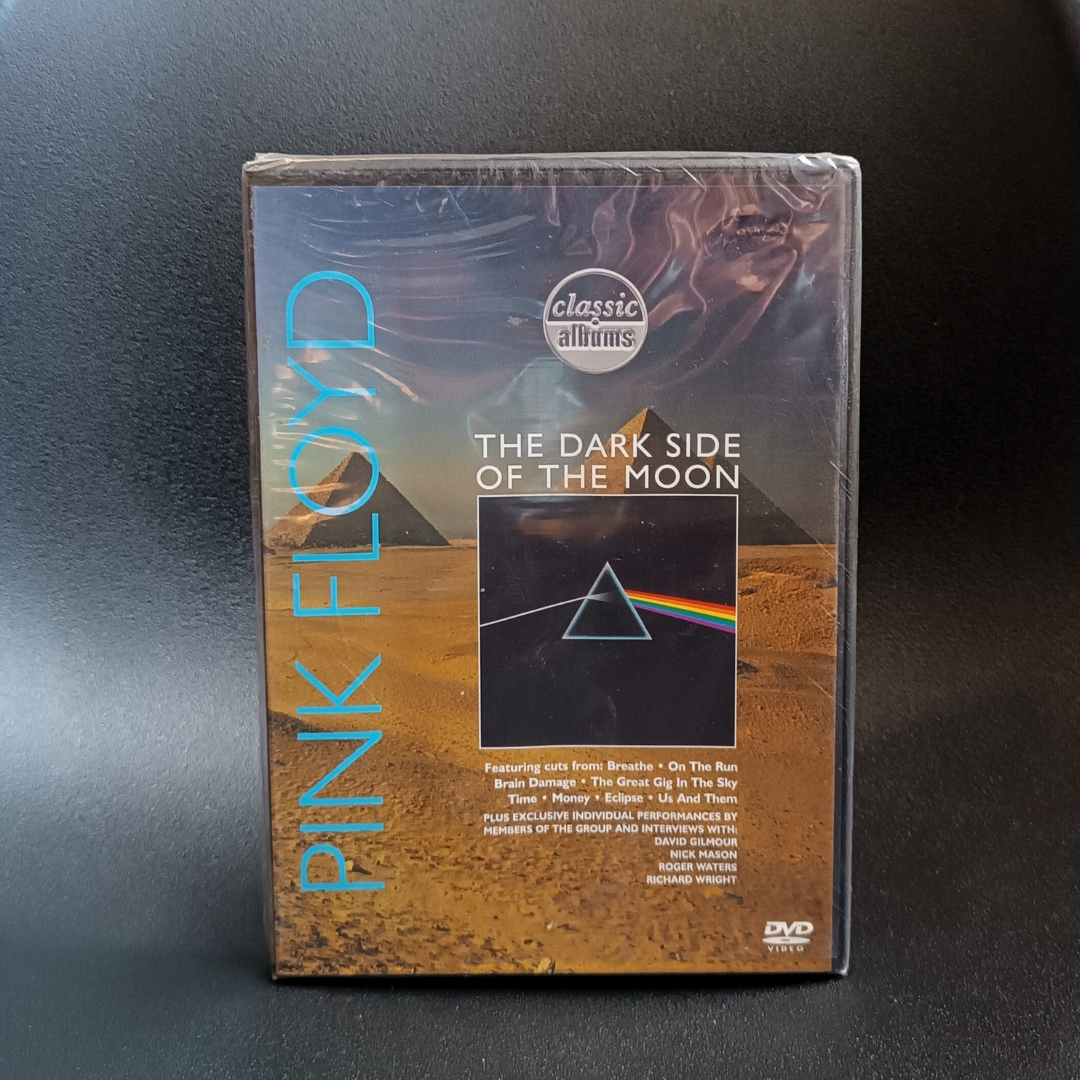 PINK FLOYD
classic
albums
THE DARK SIDE
OF THE MOON
Featuring cuts from: Breathe • On The Run
Brain Damage • The Great Gig In The Sky
Time • Money • Eclipse • Us And Them
PLUS EXCLUSIVE INDIVIDUAL PERFORMANCES BY
MEMBERS OF THE GROUP AND INTERVIEWS WITH:
DAVID GILMOUR
NICK MASON
ROGER WATERS
RICHARD WRIGHT
DVD
VIDEO